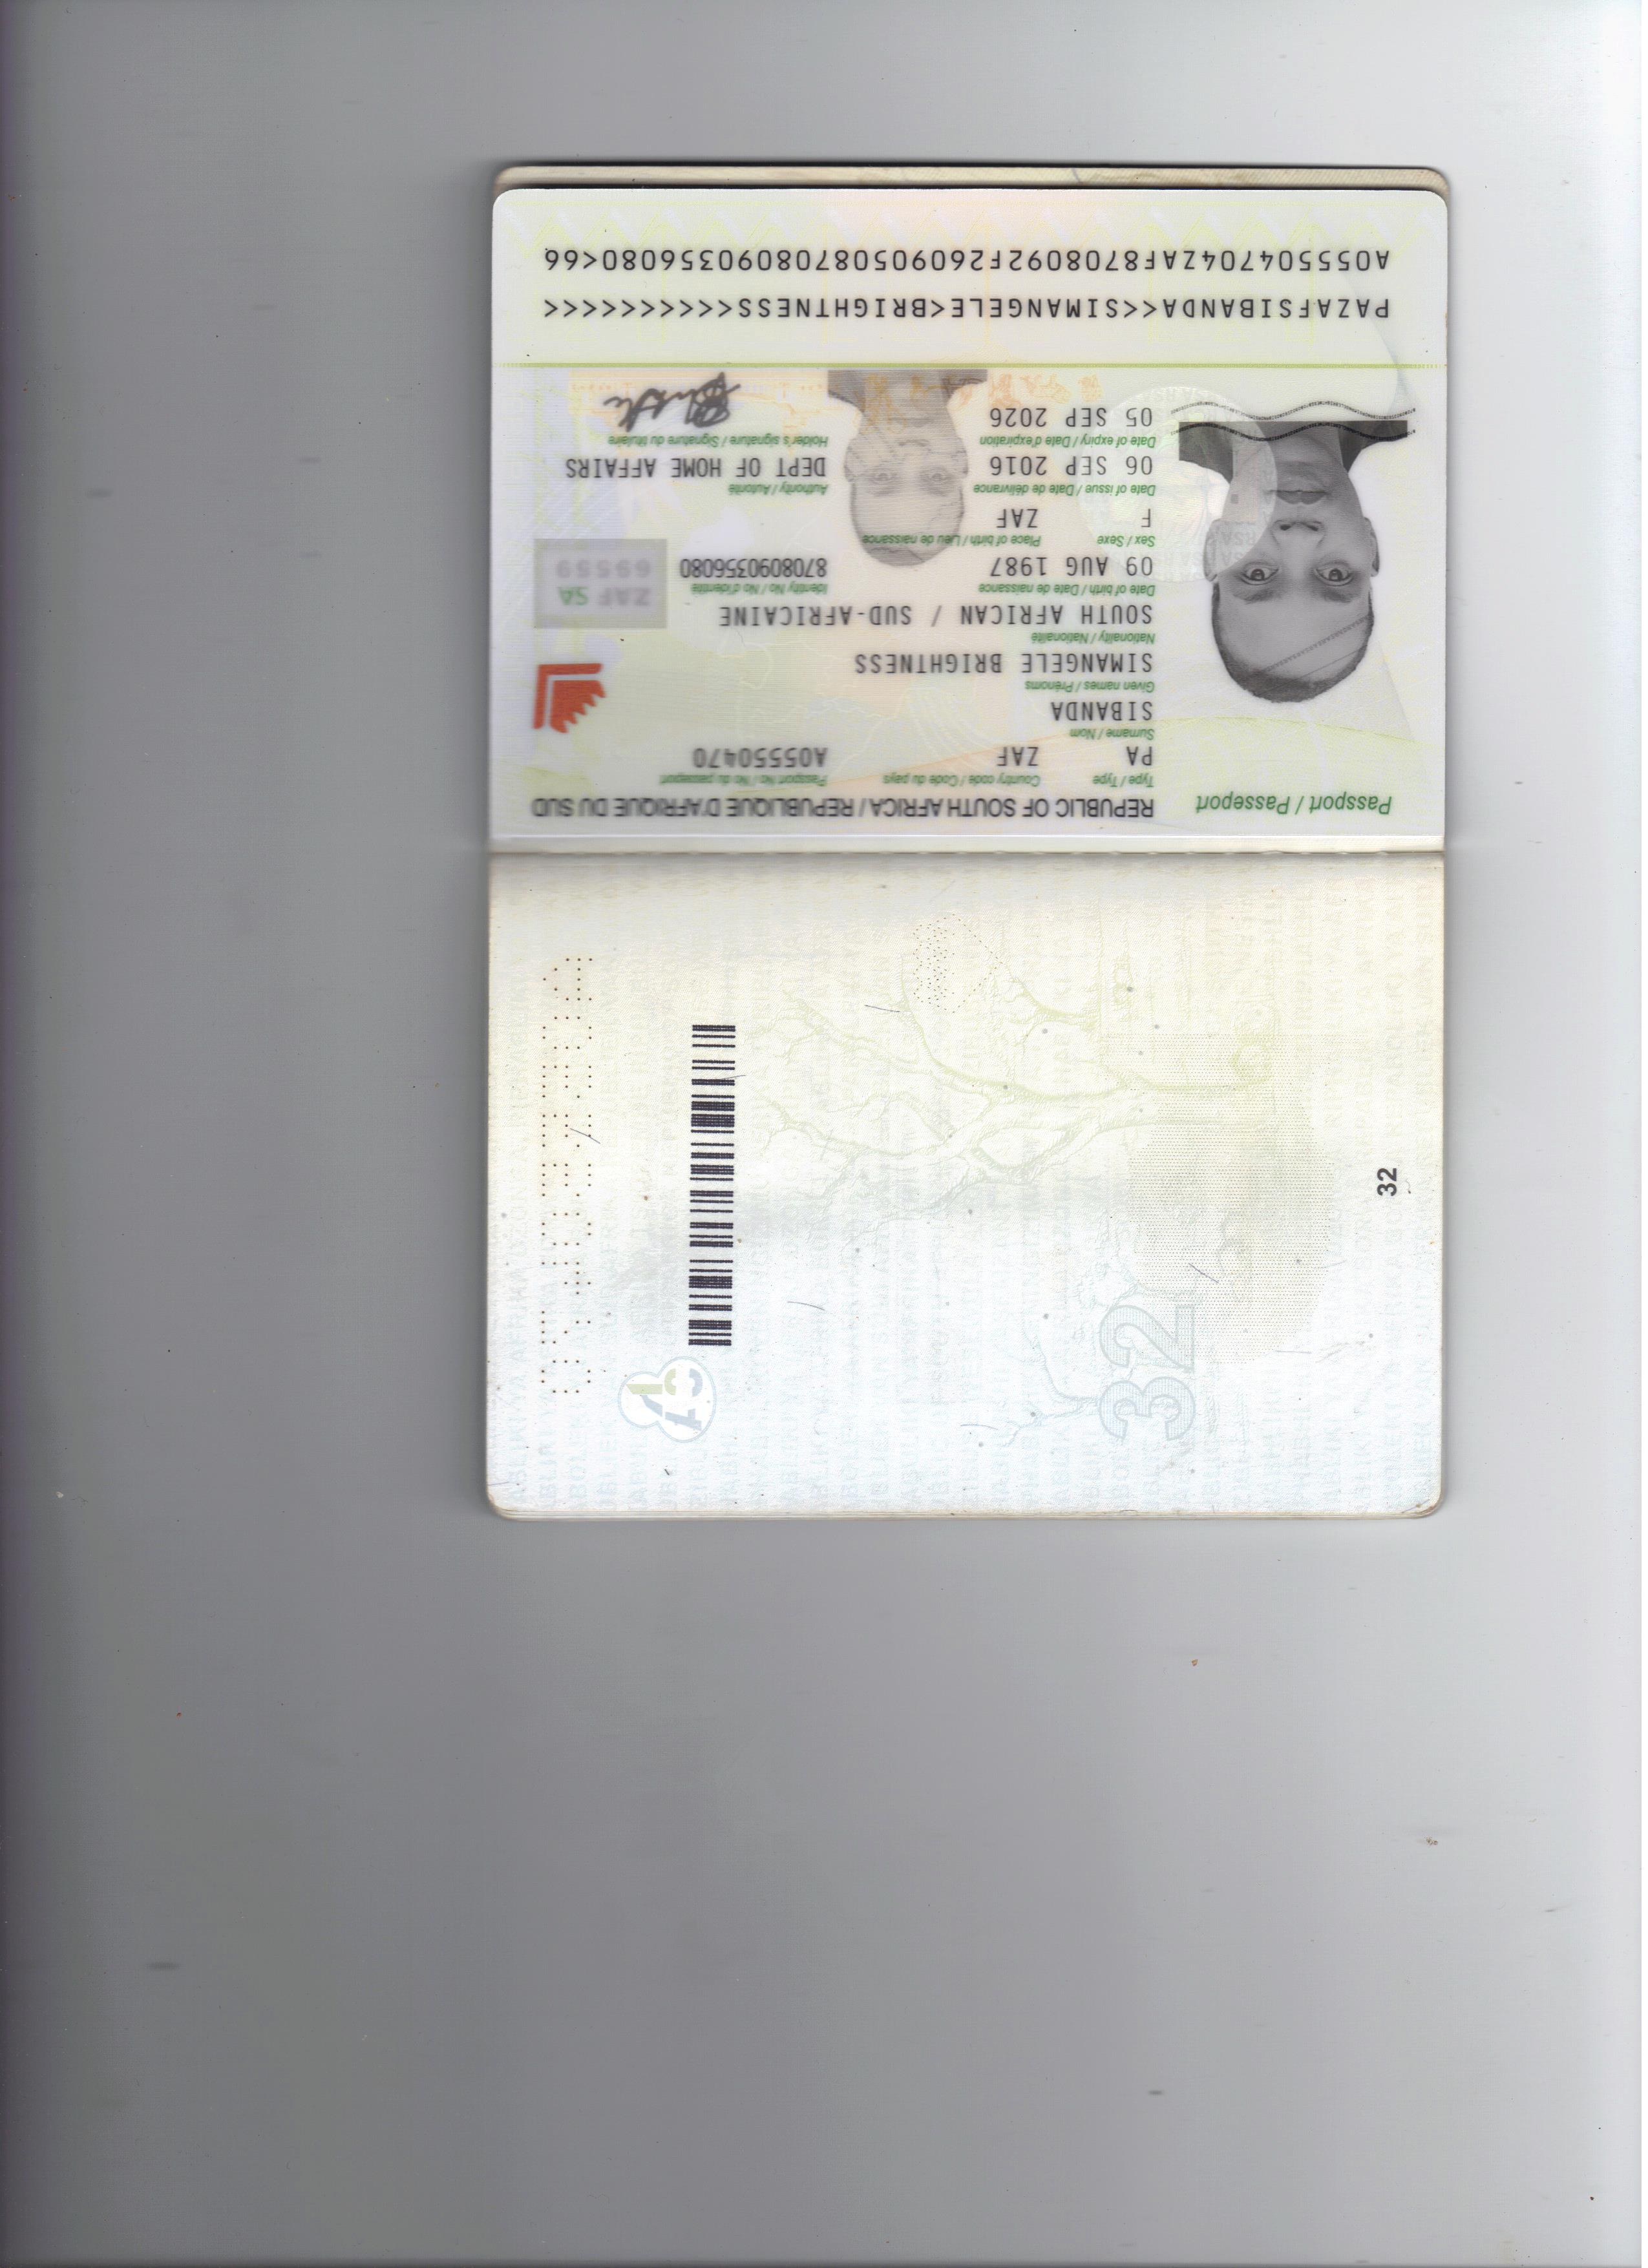 Passport / Passeport
REPUBLIC OF SOUTH AFRICA / REPUBLIQUE D'AFRIQUE DU SUD
Type / Type Country code / Code du pays Passport No. / No. du passeport
PA ZAF A05550470
Surname / Nom
SIBANDA
Given names / Prénoms
SIMANGELE BRIGHTNESS
Nationality / Nationalité
SOUTH AFRICAN / SUD-AFRICAINE
Date of birth / Date de naissance Identity No. / No. d'identité
09 AUG 1987 8708090356080
ZAF SA
Sex / Sexe Place of birth / Lieu de naissance
F ZAF
Date of issue / Date de délivrance Authority / Autorité
06 SEP 2016 DEPT OF HOME AFFAIRS
Date of expiry / Date d'expiration Holder's signature / Signature du titulaire
05 SEP 2026
PAZAFSIBANDA<<SIMANGELE<BRIGHTNESS<<<<<<<<<<
A055504704ZAF8708092F26090508708090356080<66
32
32